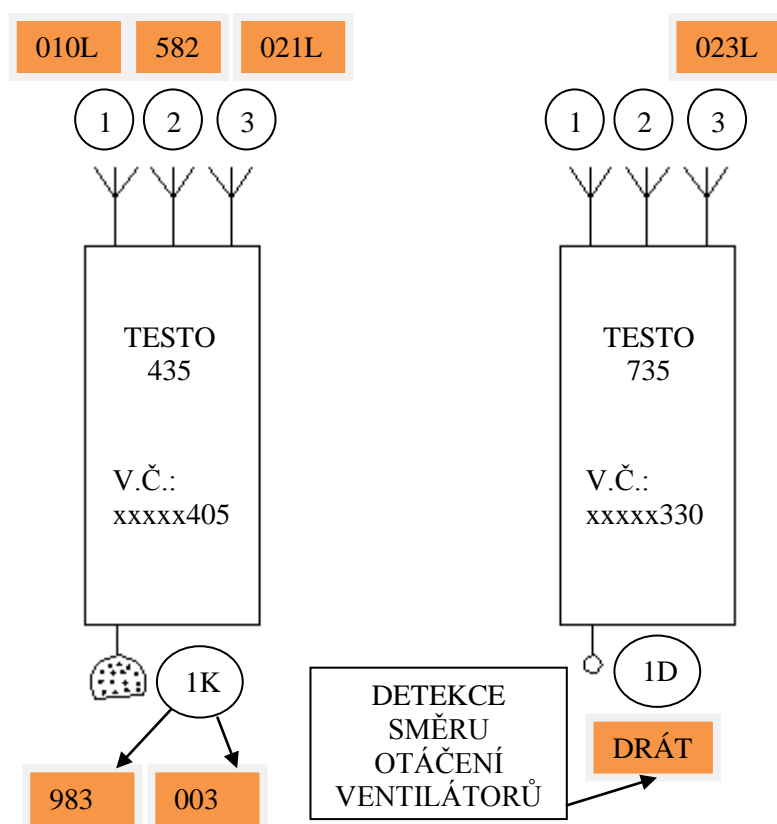 010L 582 021L 023L
1 2 3 1 2 3
TESTO
435
V.Č.:
xxxxx405
TESTO
735
V.Č.:
xxxxx330
1K
983 003
DETEKCE
SMĚRU
OTÁČENÍ
VENTILÁTORŮ
1D
DRÁT